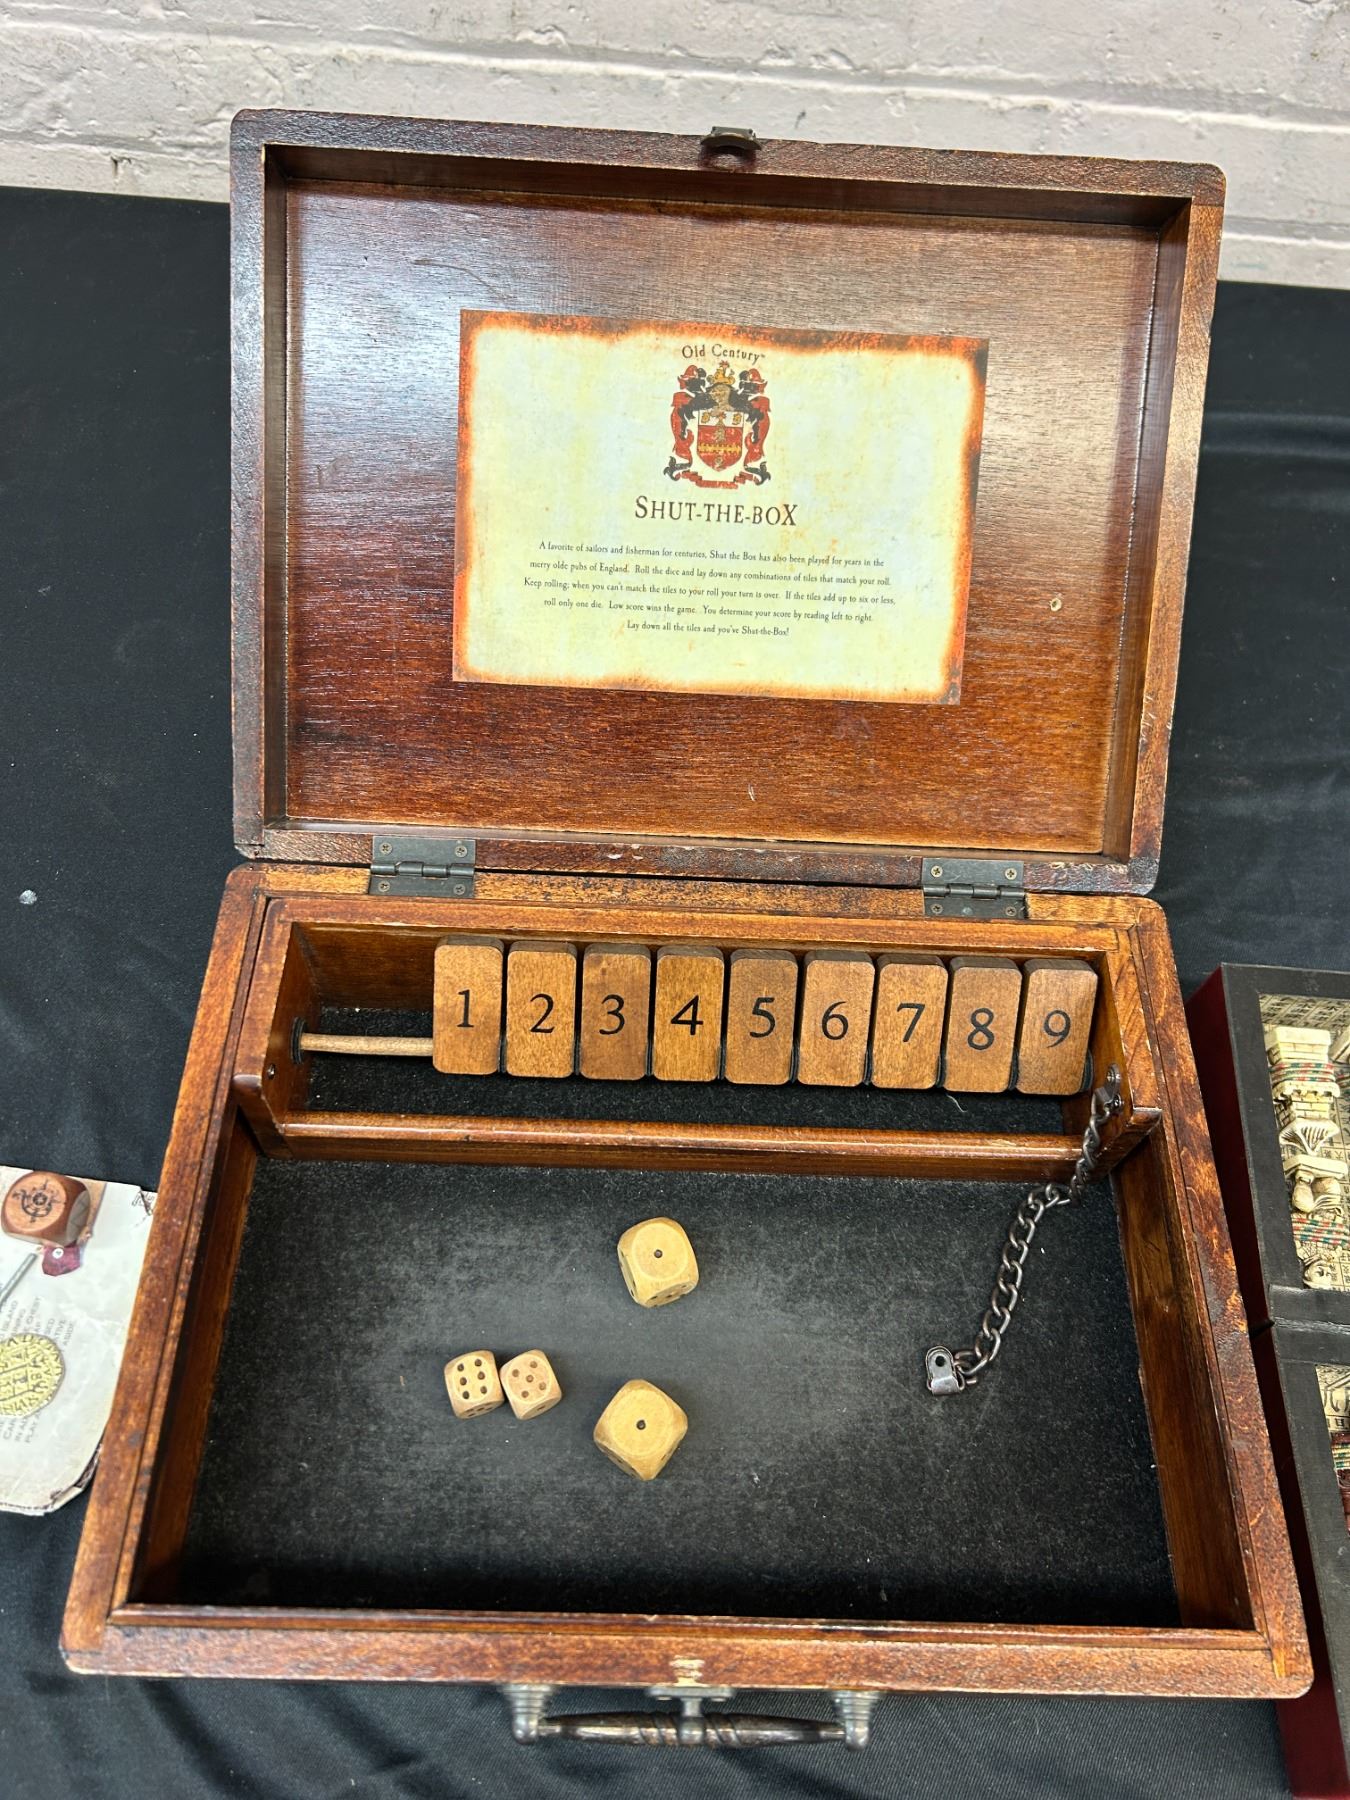 Old Century™
SHUT-THE-BOX
A favorite of sailors and fisherman for centuries, Shut the Box has also been played for years in the
merry olde pubs of England. Roll the dice and lay down any combinations of tiles that match your roll.
Keep rolling; when you can't match the tiles to your roll your turn is over. If the tiles add up to six or less,
roll only one die. Low score wins the game. You determine your score by reading left to right.
Lay down all the tiles and you've Shut-the-Box!
1 2 3 4 5 6 7 8 9
ISLAND
CHEST
ASIDE